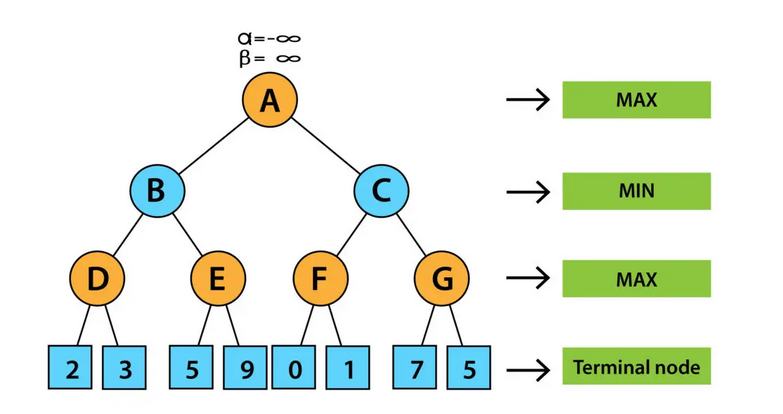 α=-∞
β= ∞
A
MAX
B
C
MIN
D
E
F
G
MAX
2
3
5
9
0
1
7
5
Terminal node